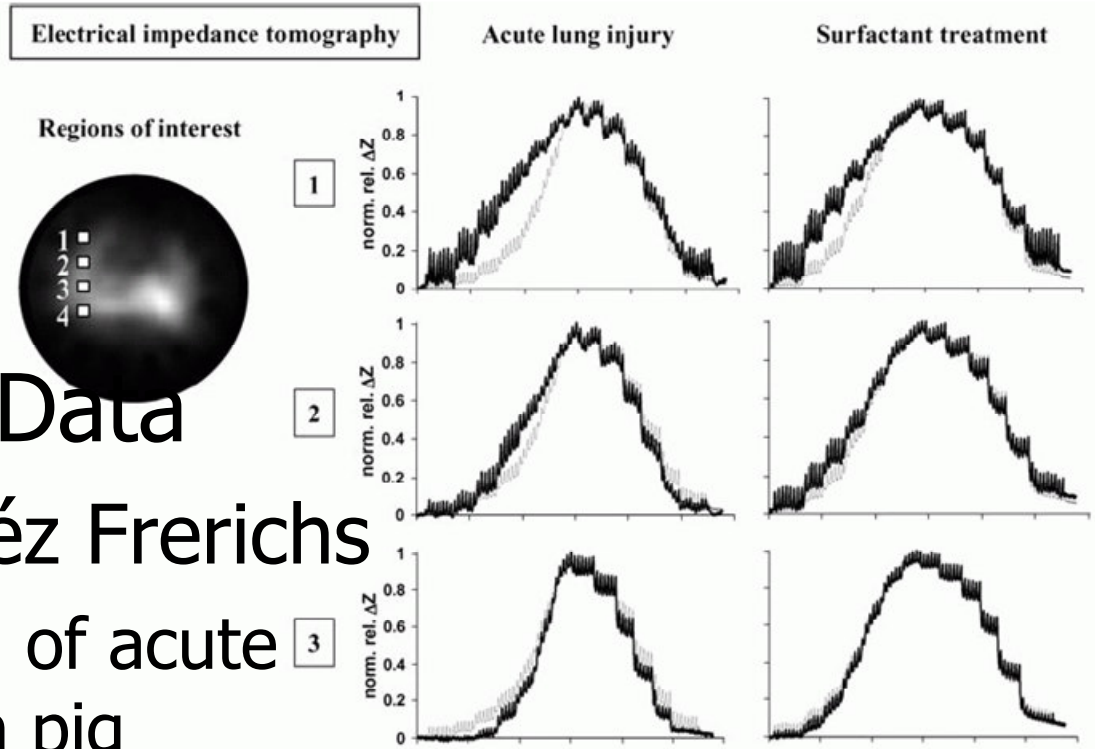 Electrical impedance tomography
Acute lung injury
Surfactant treatment
Regions of interest
1
2
3
4
1
norm. rel. ΔZ
1
0.8
0.6
0.4
0.2
0
Data
2
norm. rel. ΔZ
1
0.8
0.6
0.4
0.2
0
éz Frerichs
of acute
pig
3
norm. rel. ΔZ
1
0.8
0.6
0.4
0.2
0